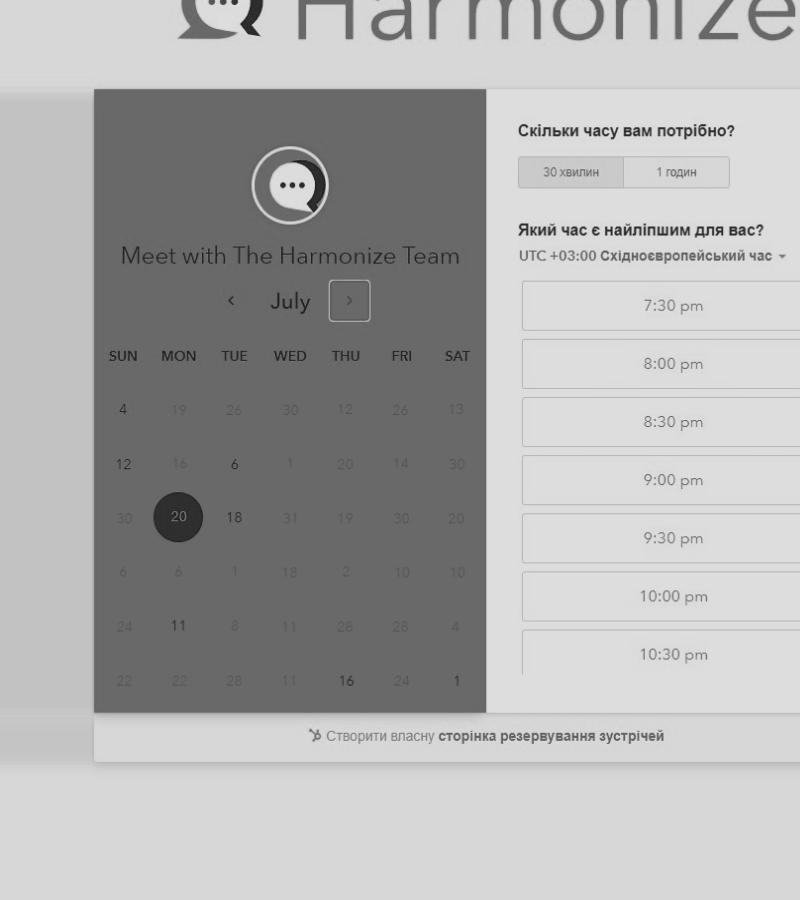 Harmonize
Meet with The Harmonize Team
July
SUN MON TUE WED THU FRI SAT
4 19 26 30 12 26 13
12 16 6 1 20 14 30
30 20 18 31 19 30 20
6 6 1 18 2 10 10
24 11 8 11 28 28 4
22 22 28 11 16 24 1
Скільки часу вам потрібно?
30 хвилин 1 годин
Який час є найліпшим для вас?
UTC +03:00 Східноєвропейський час
7:30 pm
8:00 pm
8:30 pm
9:00 pm
9:30 pm
10:00 pm
10:30 pm
Створити власну сторінка резервування зустрічей